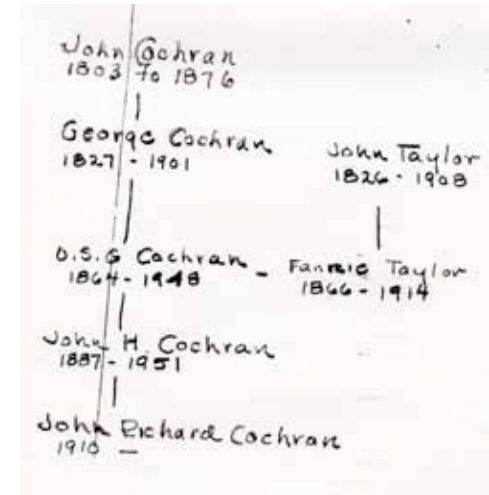 John Cochran
1803 to 1876
George Cochran
1827 - 1901
John Taylor
1826 - 1908
O.S.G Cochran - Fannie Taylor
1864 - 1948
1866 - 1914
John H. Cochran
1887 - 1951
John Richard Cochran
1910 -